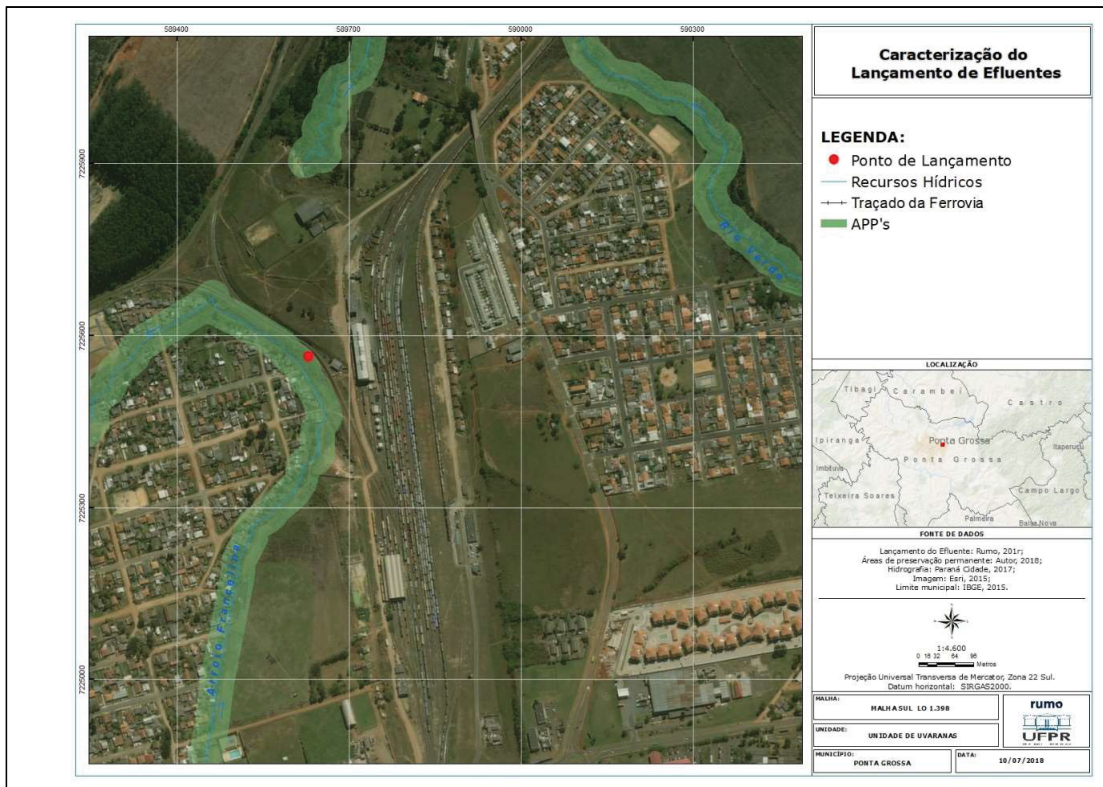 589400 589700 590000 590300
7225900
7225600
7225300
7225000
Rio Verde
Arroio Francelina
Caracterização do
Lançamento de Efluentes
LEGENDA:
Ponto de Lançamento
Recursos Hídricos
Traçado da Ferrovia
APP's
LOCALIZAÇÃO
Tibagi
Carambeí
Castro
Ipiranga
Ponta Grossa
Itaperuçu
Ponta Grossa
Imbituva
Campo Largo
Teixeira Soares
Palmeira
Balsa Nova
FONTE DE DADOS
Lançamento do Efluente: Rumo, 201r;
Áreas de preservação permanente: Autor, 2018;
Hidrografia: Paraná Cidade, 2017;
Imagem: Esri, 2015;
Limite municipal: IBGE, 2015.
1:4.600
0 16 32 64 96
Metros
Projeção Universal Transversa de Mercator, Zona 22 Sul.
Datum horizontal: SIRGAS2000.
MALHA:
MALHA SUL LO 1.398
UNIDADE:
UNIDADE DE UVARANAS
MUNICÍPIO:
PONTA GROSSA
rumo
UFPR
DATA:
10/07/2018